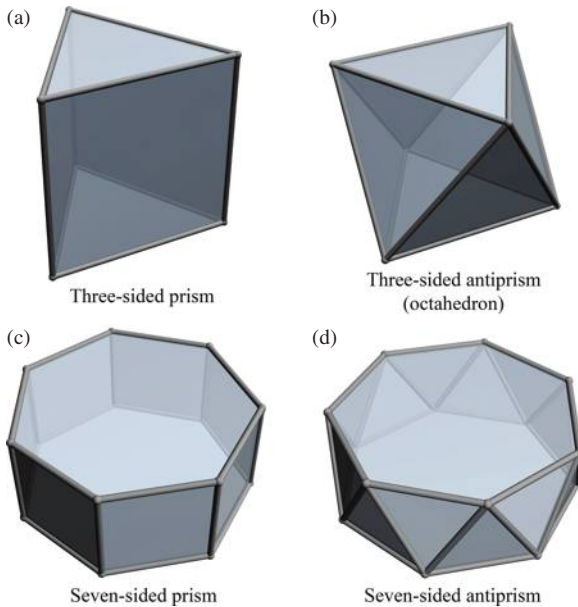 (a)
(b)
Three-sided prism
Three-sided antiprism
(octahedron)
(c)
(d)
Seven-sided prism
Seven-sided antiprism